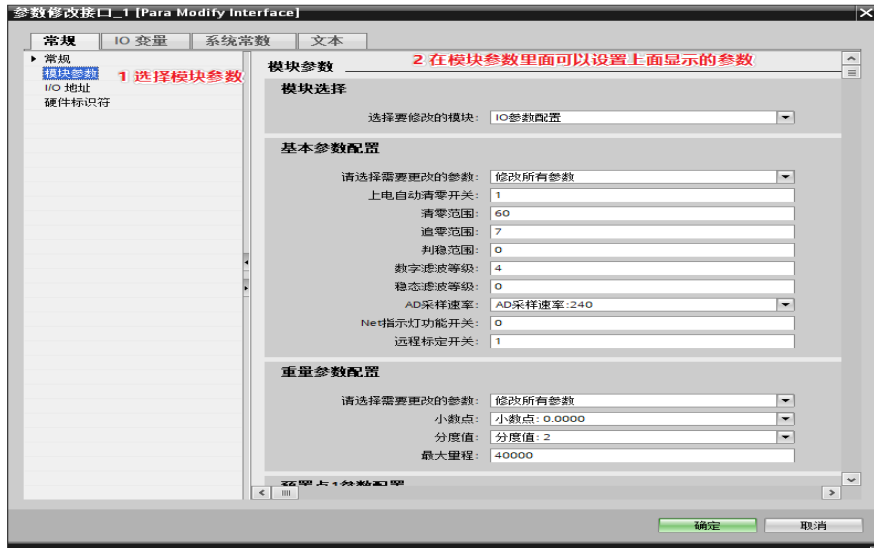 参数修改接口_1 [Para Modify Interface]
常规 IO 变量 系统常数 文本
常规
模块参数
I/O 地址
硬件标识符
1 选择模块参数
2 在模块参数里面可以设置上面显示的参数
模块参数
模块选择
选择要修改的模块: IO参数配置
基本参数配置
请选择需要更改的参数: 修改所有参数
上电自动清零开关: 1
清零范围: 60
追零范围: 7
判稳范围: 0
数字滤波等级: 4
稳态滤波等级: 0
AD采样速率: AD采样速率:240
Net指示灯功能开关: 0
远程标定开关: 1
重量参数配置
请选择需要更改的参数: 修改所有参数
小数点: 小数点: 0.0000
分度值: 分度值: 2
最大量程: 40000
预置点1参数配置
确定 取消